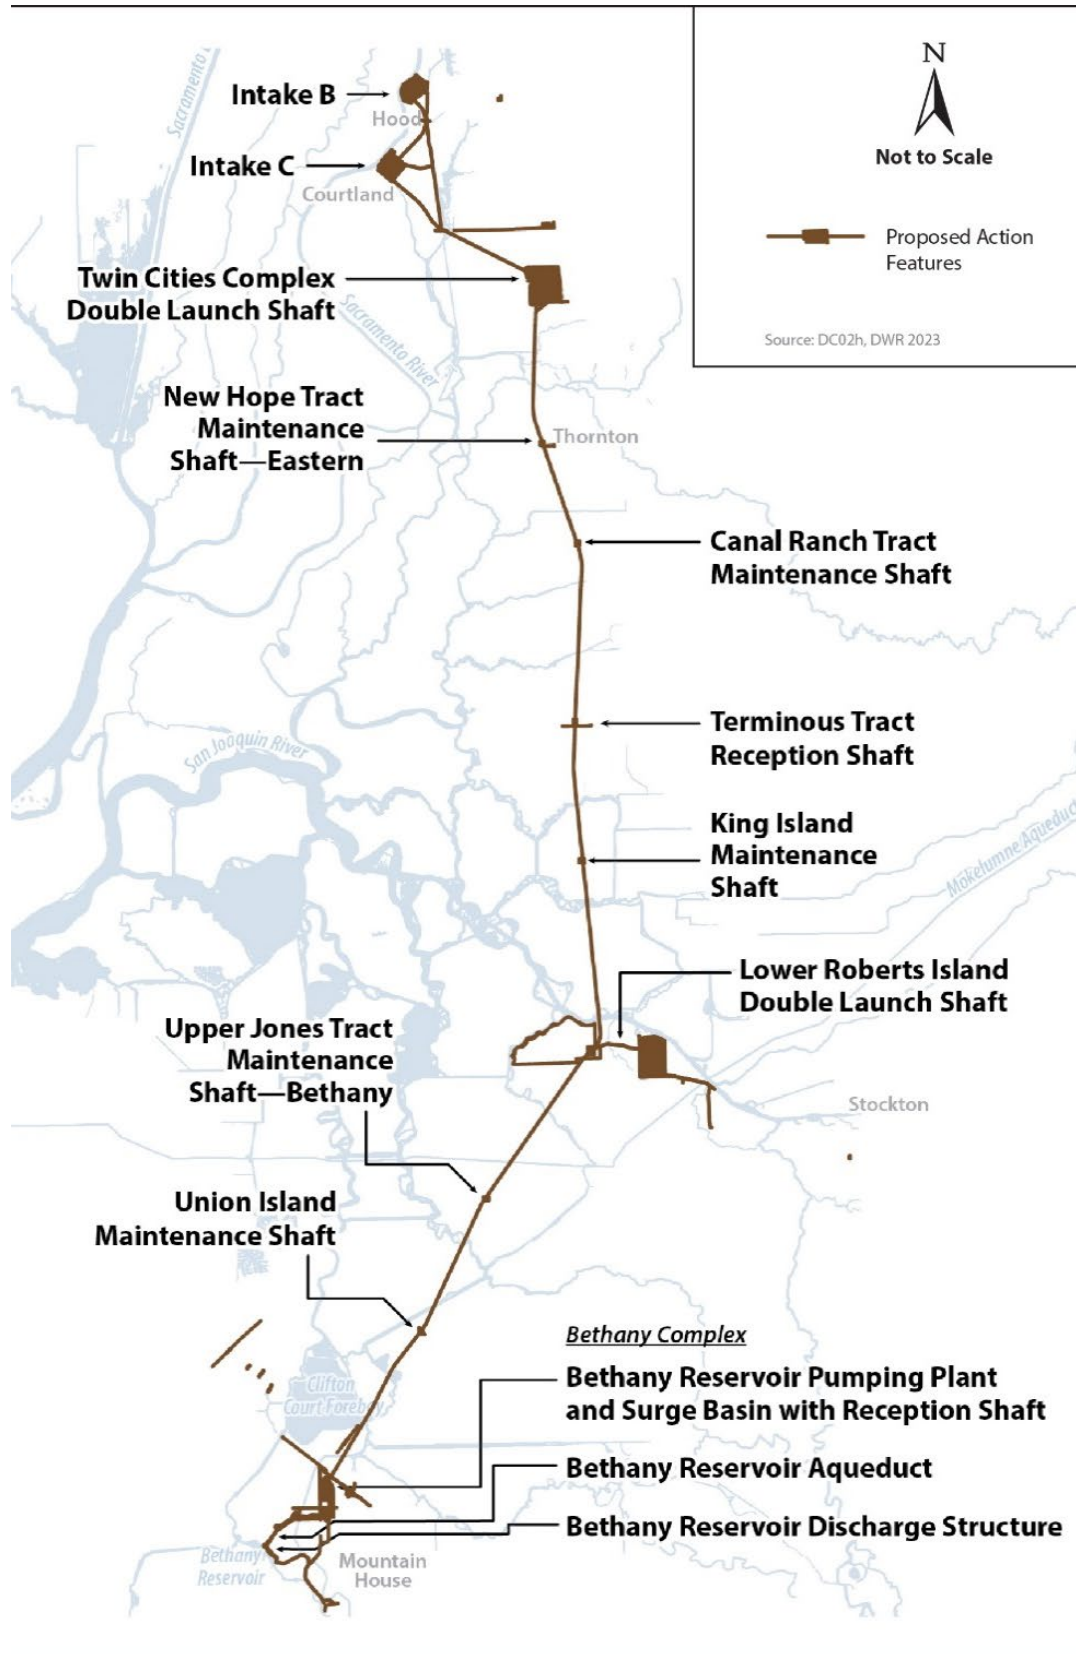 N
Not to Scale
Proposed Action
Features
Source: DC02h, DWR 2023
Sacramento
Intake B
Hood
Intake C
Courtland
Twin Cities Complex
Double Launch Shaft
Sacramento River
New Hope Tract
Maintenance
Shaft—Eastern
Thornton
Canal Ranch Tract
Maintenance Shaft
Terminous Tract
Reception Shaft
San Joaquin River
King Island
Maintenance
Shaft
Mokelumne Aqueduct
Lower Roberts Island
Double Launch Shaft
Upper Jones Tract
Maintenance
Shaft—Bethany
Stockton
Union Island
Maintenance Shaft
Bethany Complex
Bethany Reservoir Pumping Plant
and Surge Basin with Reception Shaft
Clifton
Court Forebay
Bethany Reservoir Aqueduct
Bethany Reservoir Discharge Structure
Bethany
Reservoir
Mountain
House